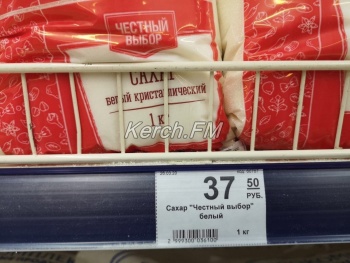 ЧЕСТНЫЙ
ВЫБОР
САХАР
белый кристаллический
1 кг
Kerch.FM
37 50
РУБ.
Сахар "Честный выбор"
белый
1 кг